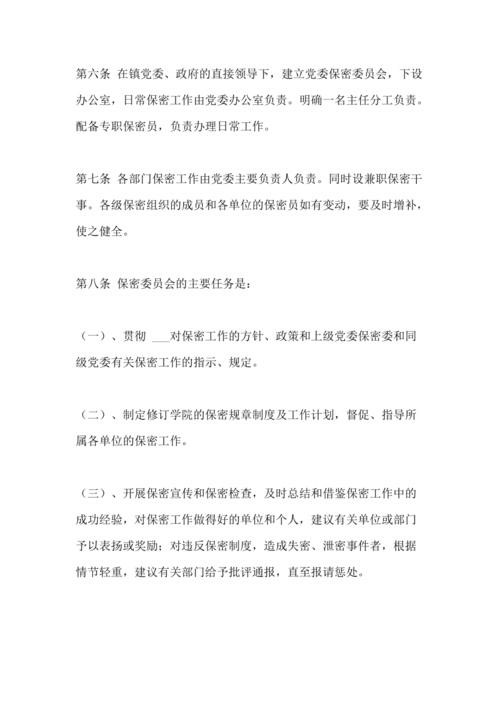 第六条 在镇党委、政府的直接领导下，建立党委保密委员会，下设
办公室，日常保密工作由党委办公室负责。明确一名主任分工负责。
配备专职保密员，负责办理日常工作。
第七条 各部门保密工作由党委主要负责人负责。同时设兼职保密干
事。各级保密组织的成员和各单位的保密员如有变动，要及时增补，
使之健全。
第八条 保密委员会的主要任务是：
（一）、贯彻 ___对保密工作的方针、政策和上级党委保密委和同
级党委有关保密工作的指示、规定。
（二）、制定修订学院的保密规章制度及工作计划，督促、指导所
属各单位的保密工作。
（三）、开展保密宣传和保密检查，及时总结和借鉴保密工作中的
成功经验，对保密工作做得好的单位和个人，建议有关单位或部门
予以表扬或奖励；对违反保密制度，造成失密、泄密事件者，根据
情节轻重，建议有关部门给予批评通报，直至报请惩处。